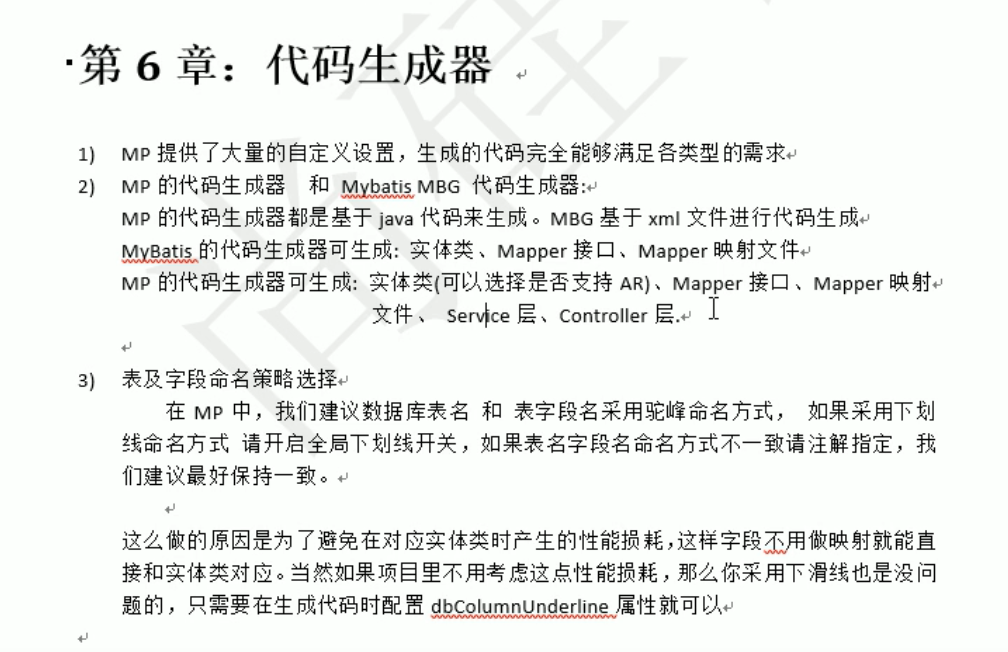 第 6 章：代码生成器
1) MP 提供了大量的自定义设置，生成的代码完全能够满足各类型的需求
2) MP 的代码生成器 和 Mybatis MBG 代码生成器:
MP 的代码生成器都是基于 java 代码来生成。MBG 基于 xml 文件进行代码生成
MyBatis 的代码生成器可生成: 实体类、Mapper 接口、Mapper 映射文件
MP 的代码生成器可生成: 实体类(可以选择是否支持 AR)、Mapper 接口、Mapper 映射
文件、 Service 层、Controller 层.
3) 表及字段命名策略选择
在 MP 中，我们建议数据库表名 和 表字段名采用驼峰命名方式， 如果采用下划
线命名方式 请开启全局下划线开关，如果表名字段名命名方式不一致请注解指定，我
们建议最好保持一致。
这么做的原因是为了避免在对应实体类时产生的性能损耗，这样字段不用做映射就能直
接和实体类对应。当然如果项目里不用考虑这点性能损耗，那么你采用下滑线也是没问
题的，只需要在生成代码时配置 dbColumnUnderline 属性就可以